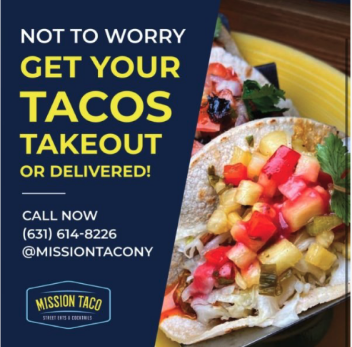 NOT TO WORRY
GET YOUR
TACOS
TAKEOUT
OR DELIVERED!
CALL NOW
(631) 614-8226
@MISSIONTACONY
MISSION TACO
STREET EATS & COCKTAILS